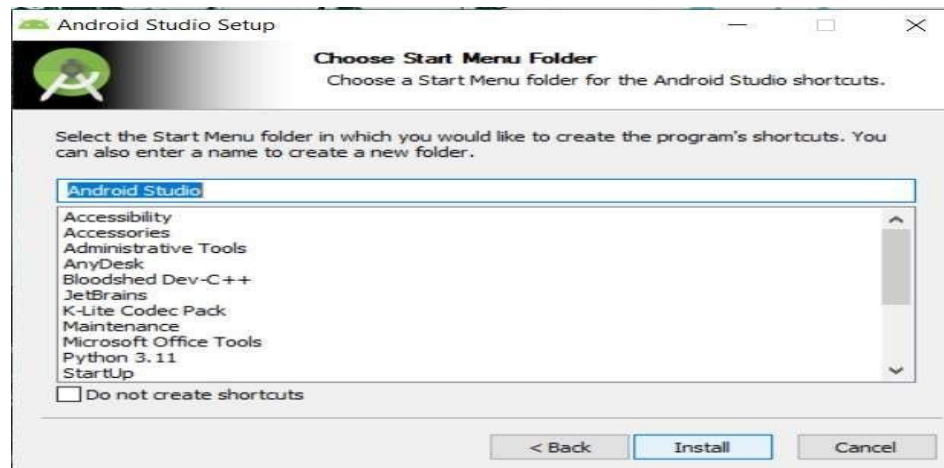 Android Studio Setup
Choose Start Menu Folder
Choose a Start Menu folder for the Android Studio shortcuts.
Select the Start Menu folder in which you would like to create the program's shortcuts. You
can also enter a name to create a new folder.
Android Studio
Accessibility
Accessories
Administrative Tools
AnyDesk
Bloodshed Dev-C++
JetBrains
K-Lite Codec Pack
Maintenance
Microsoft Office Tools
Python 3.11
StartUp
Do not create shortcuts
< Back Install Cancel